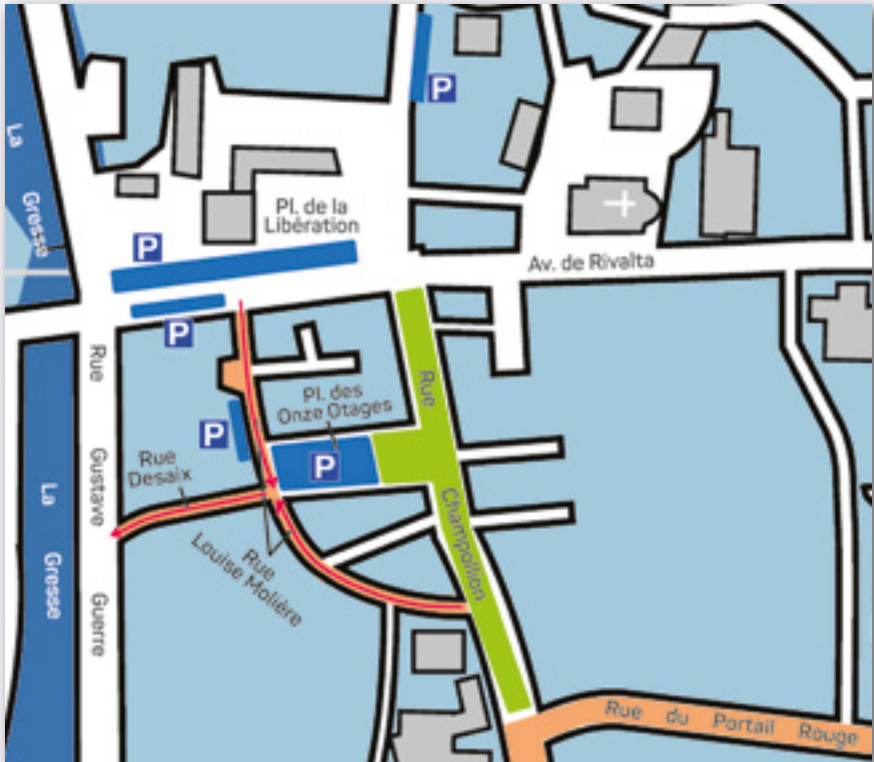 P
La
Gresse
Pl. de la
Libération
P
Av. de Rivalta
P
Rue
Rue
Pl. des
Onze Otages
P
P
Rue
Desaix
Gustave
La
Gresse
Champollion
Rue
Louise Molière
Guerre
Rue du Portail Rouge